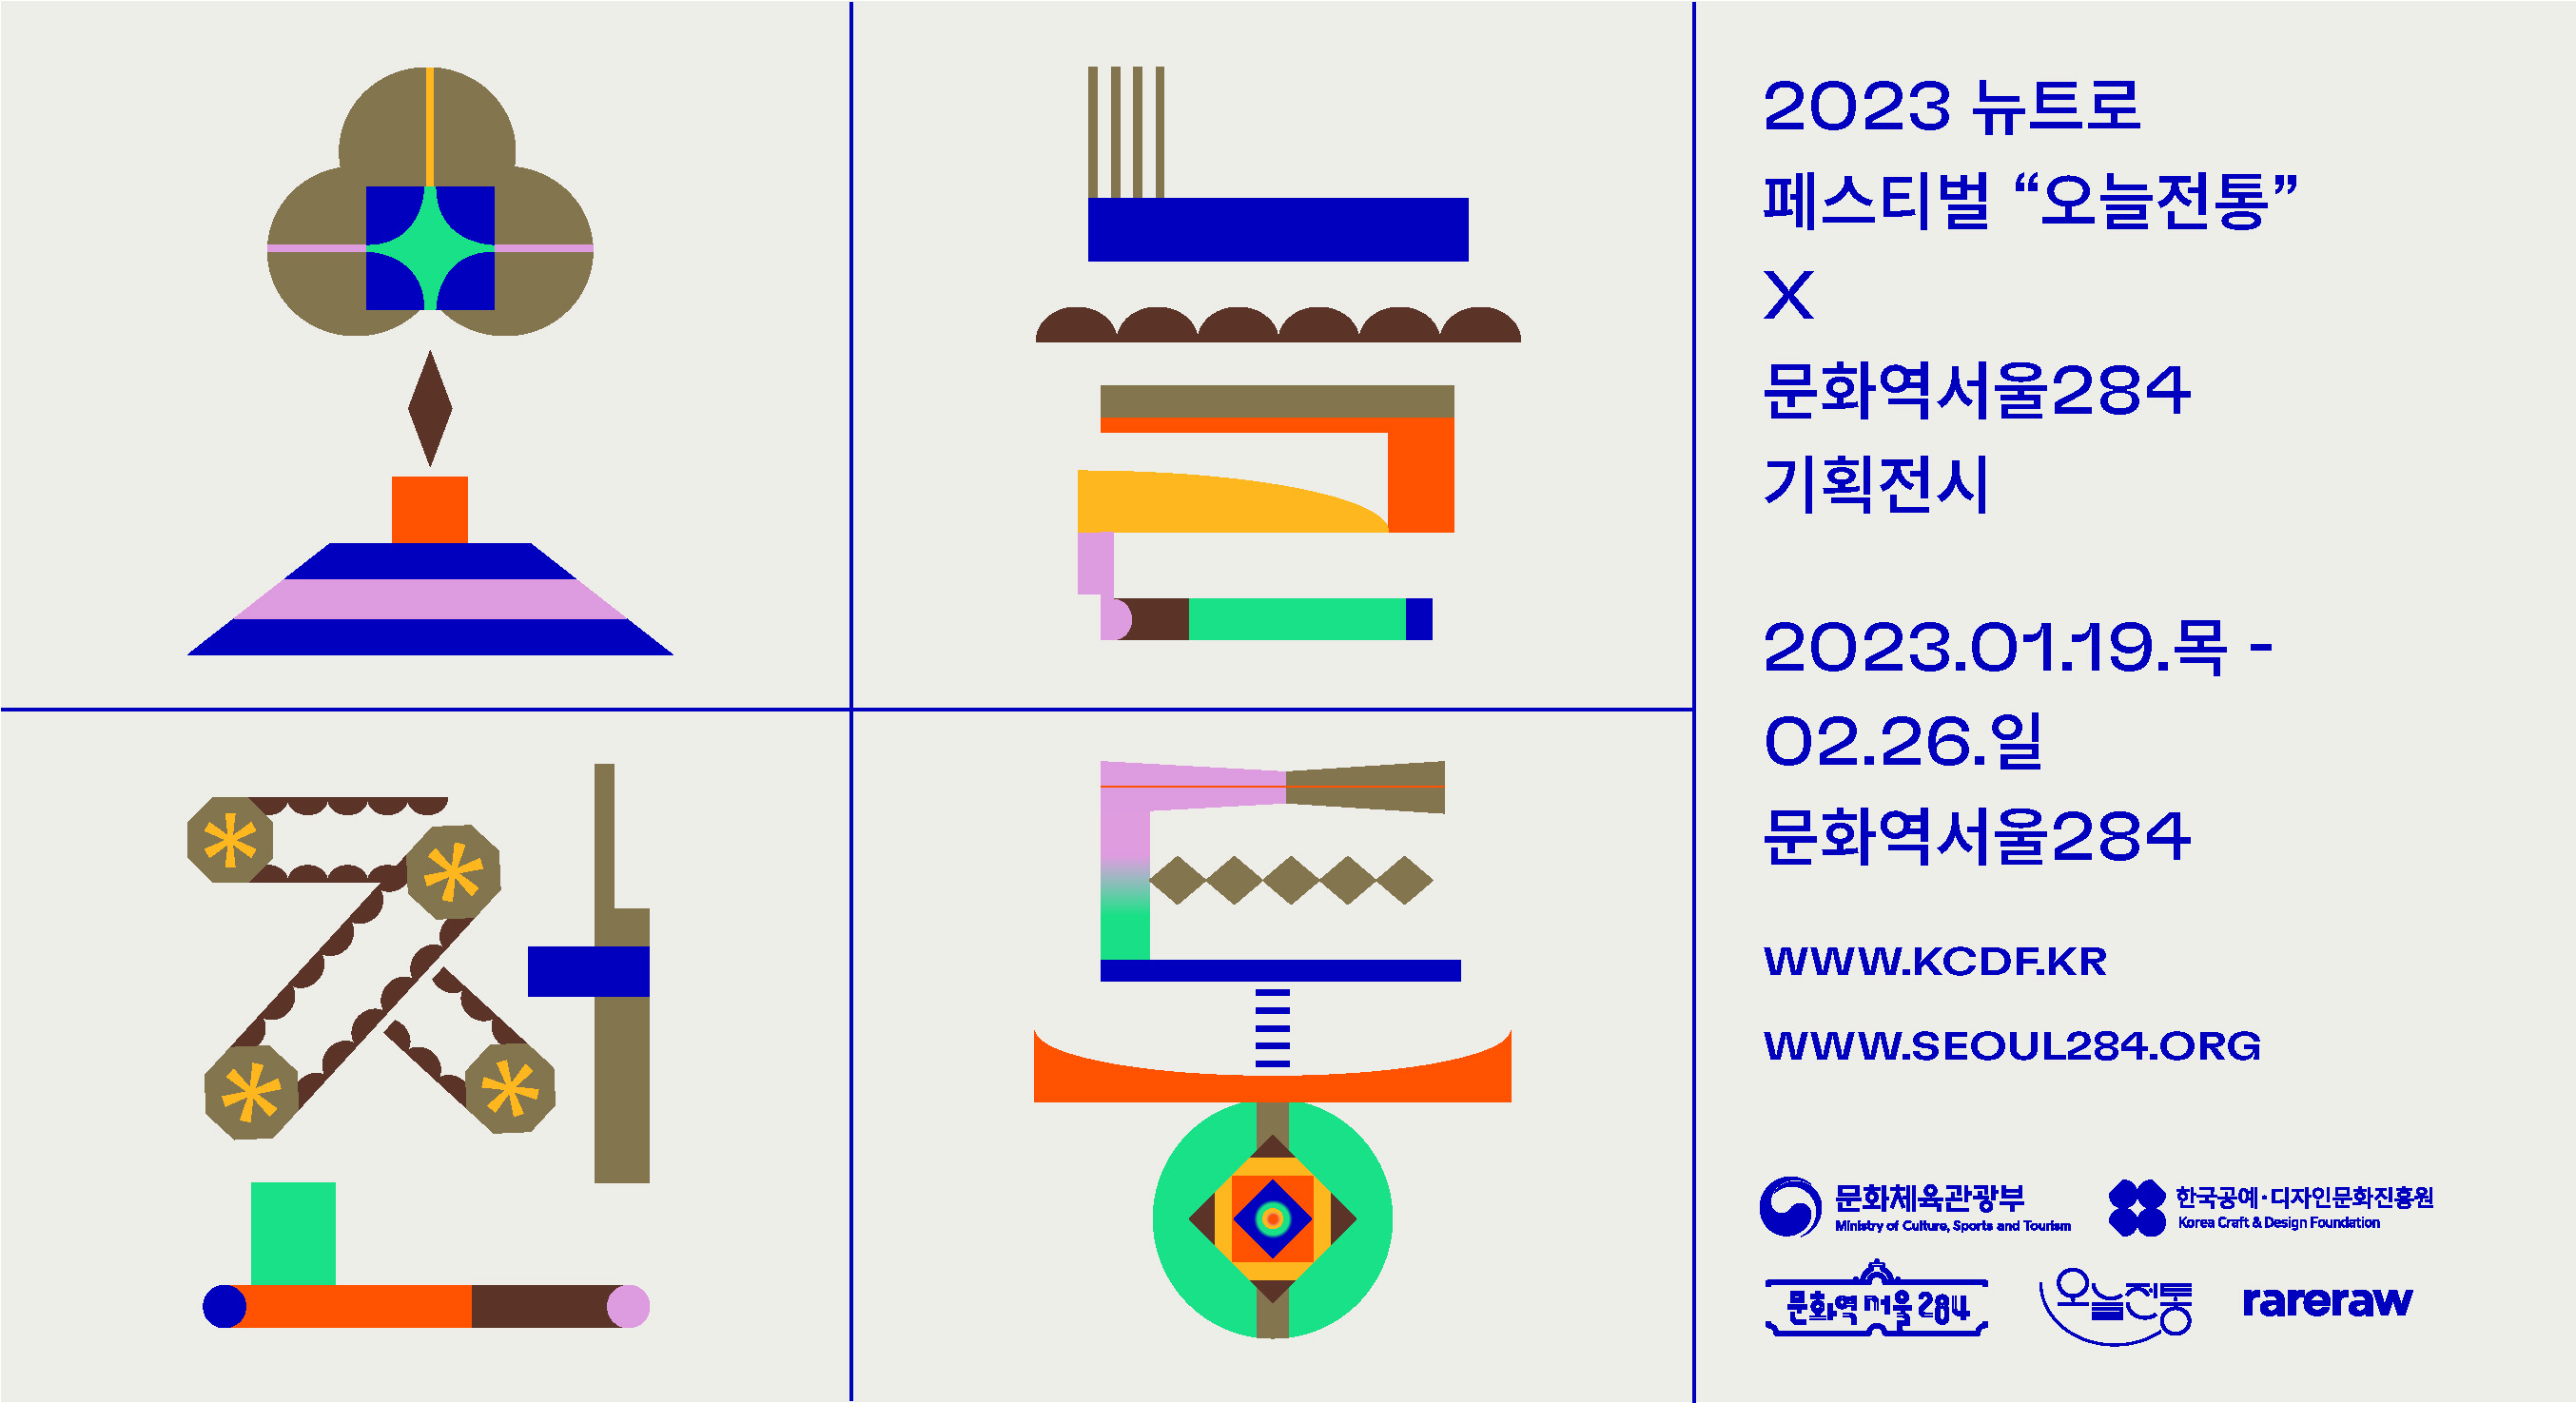 오늘
전통
2023 뉴트로
페스티벌 “오늘전통”
X
문화역서울284
기획전시
2023.01.19.목 -
02.26.일
문화역서울284
WWW.KCDF.KR
WWW.SEOUL284.ORG
문화체육관광부
Ministry of Culture, Sports and Tourism
한국공예·디자인문화진흥원
Korea Craft & Design Foundation
문화역서울284
오늘전통
rareraw